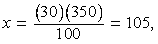 x = (30)(350)/100 = 105,